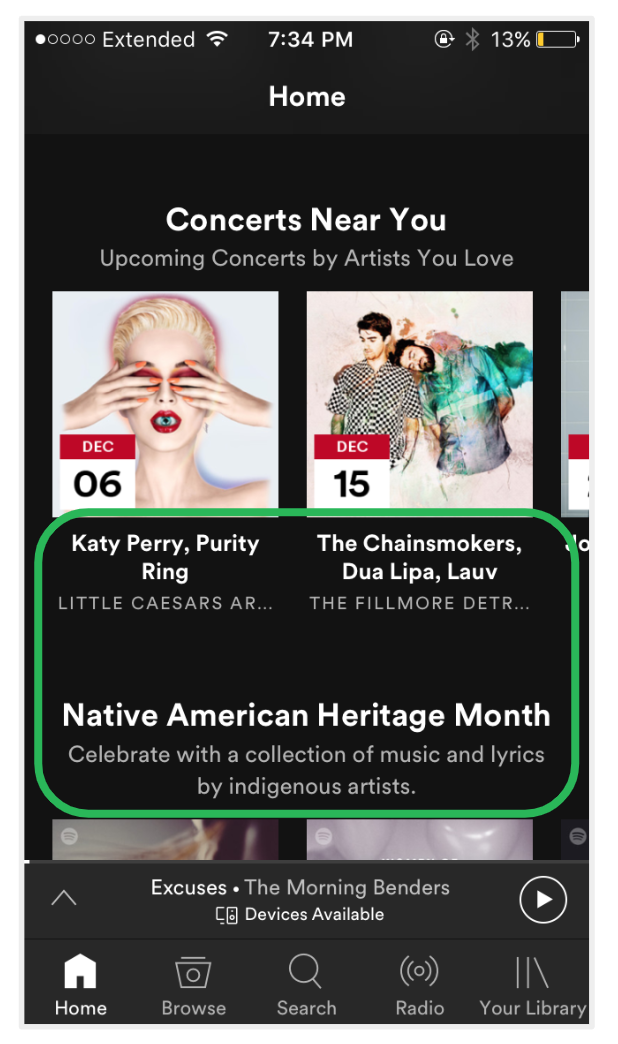 Extended 7:34 PM 13%
Home
Concerts Near You
Upcoming Concerts by Artists You Love
DEC
06
DEC
15
Katy Perry, Purity
Ring
LITTLE CAESARS AR...
The Chainsmokers,
Dua Lipa, Lauv
THE FILLMORE DETR...
Jo
Native American Heritage Month
Celebrate with a collection of music and lyrics
by indigenous artists.
Excuses • The Morning Benders
Devices Available
Home Browse Search Radio Your Library